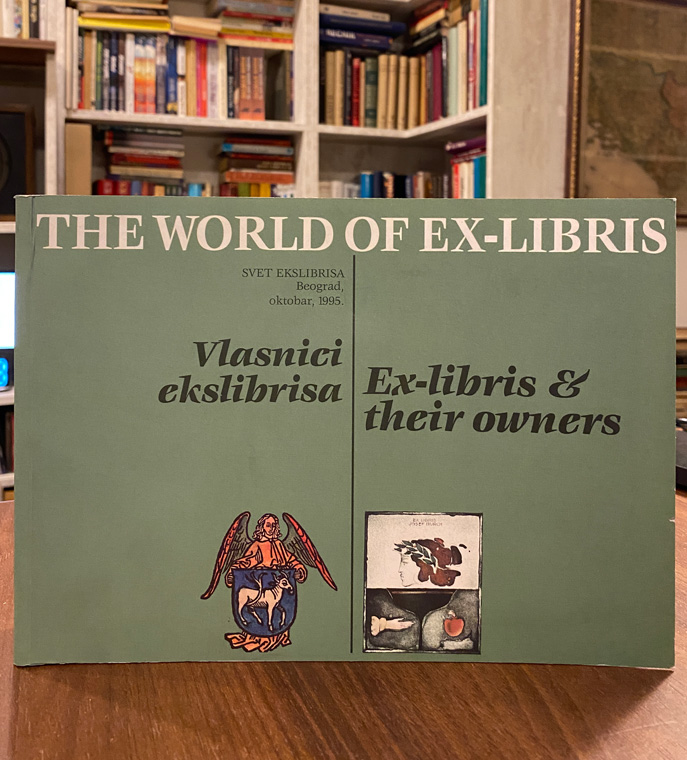 THE WORLD OF EX-LIBRIS
SVET EKSLIBRISA
Beograd,
oktobar, 1995.
Vlasnici
ekslibrisa
Ex-libris &
their owners